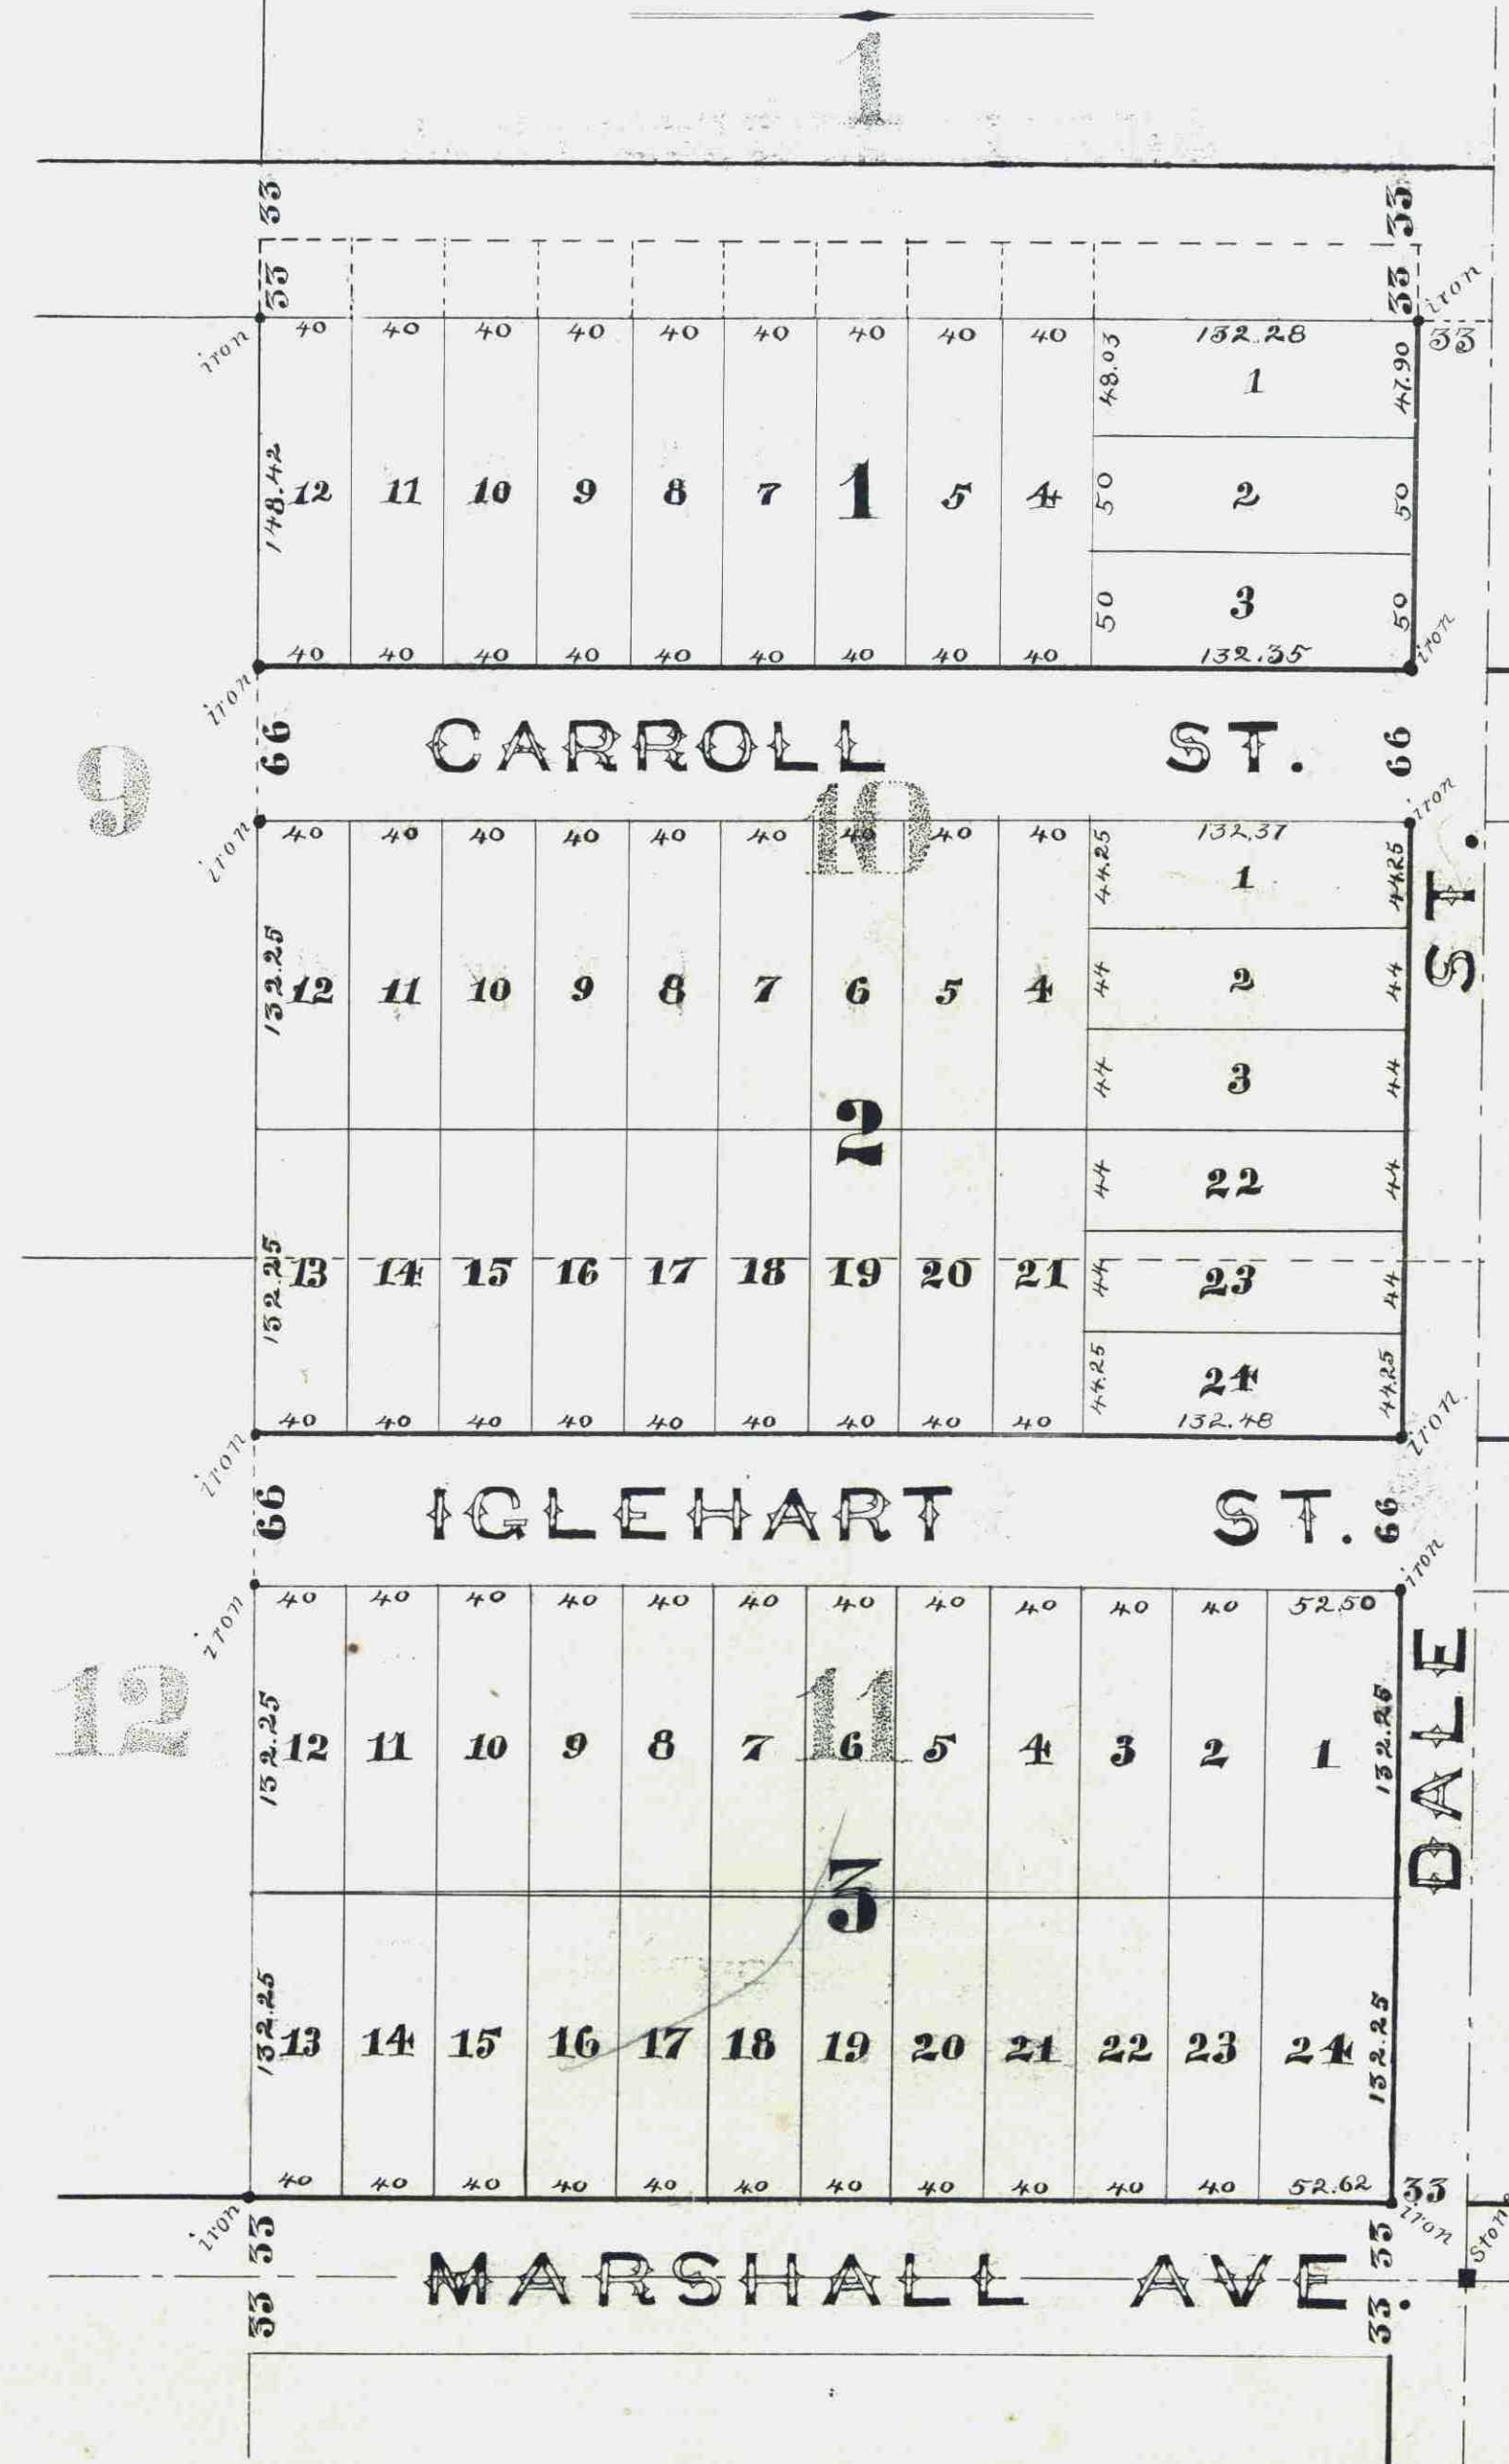 1
33 33
33 33 iron
iron 40 40 40 40 40 40 40 40 40 132.28 33
48.03 1 47.90
148.42 12 11 10 9 8 7 1 5 4 50 2 50
50 3 50
40 40 40 40 40 40 40 40 40 132.35 iron
iron
66 CARROLL ST. 66
9 10
iron 40 40 40 40 40 40 40 40 40 132.37 iron
44.25 1 44.25
ST.
132.25 12 11 10 9 8 7 6 5 4 44 2 44
44 3 44
2
44 22 44
132.25 13 14 15 16 17 18 19 20 21 44 23 44
44.25 24 44.25
40 40 40 40 40 40 40 40 40 132.48 iron
iron
66 IGLEHART ST. 66
iron 40 40 40 40 40 40 40 40 40 40 40 52.50 iron
DALE
12 11
132.25 12 11 10 9 8 7 6 5 4 3 2 1 132.25
3
132.25 13 14 15 16 17 18 19 20 21 22 23 24 132.25
40 40 40 40 40 40 40 40 40 40 40 52.62 33
iron iron Stone
33 33
MARSHALL AVE.
33 33